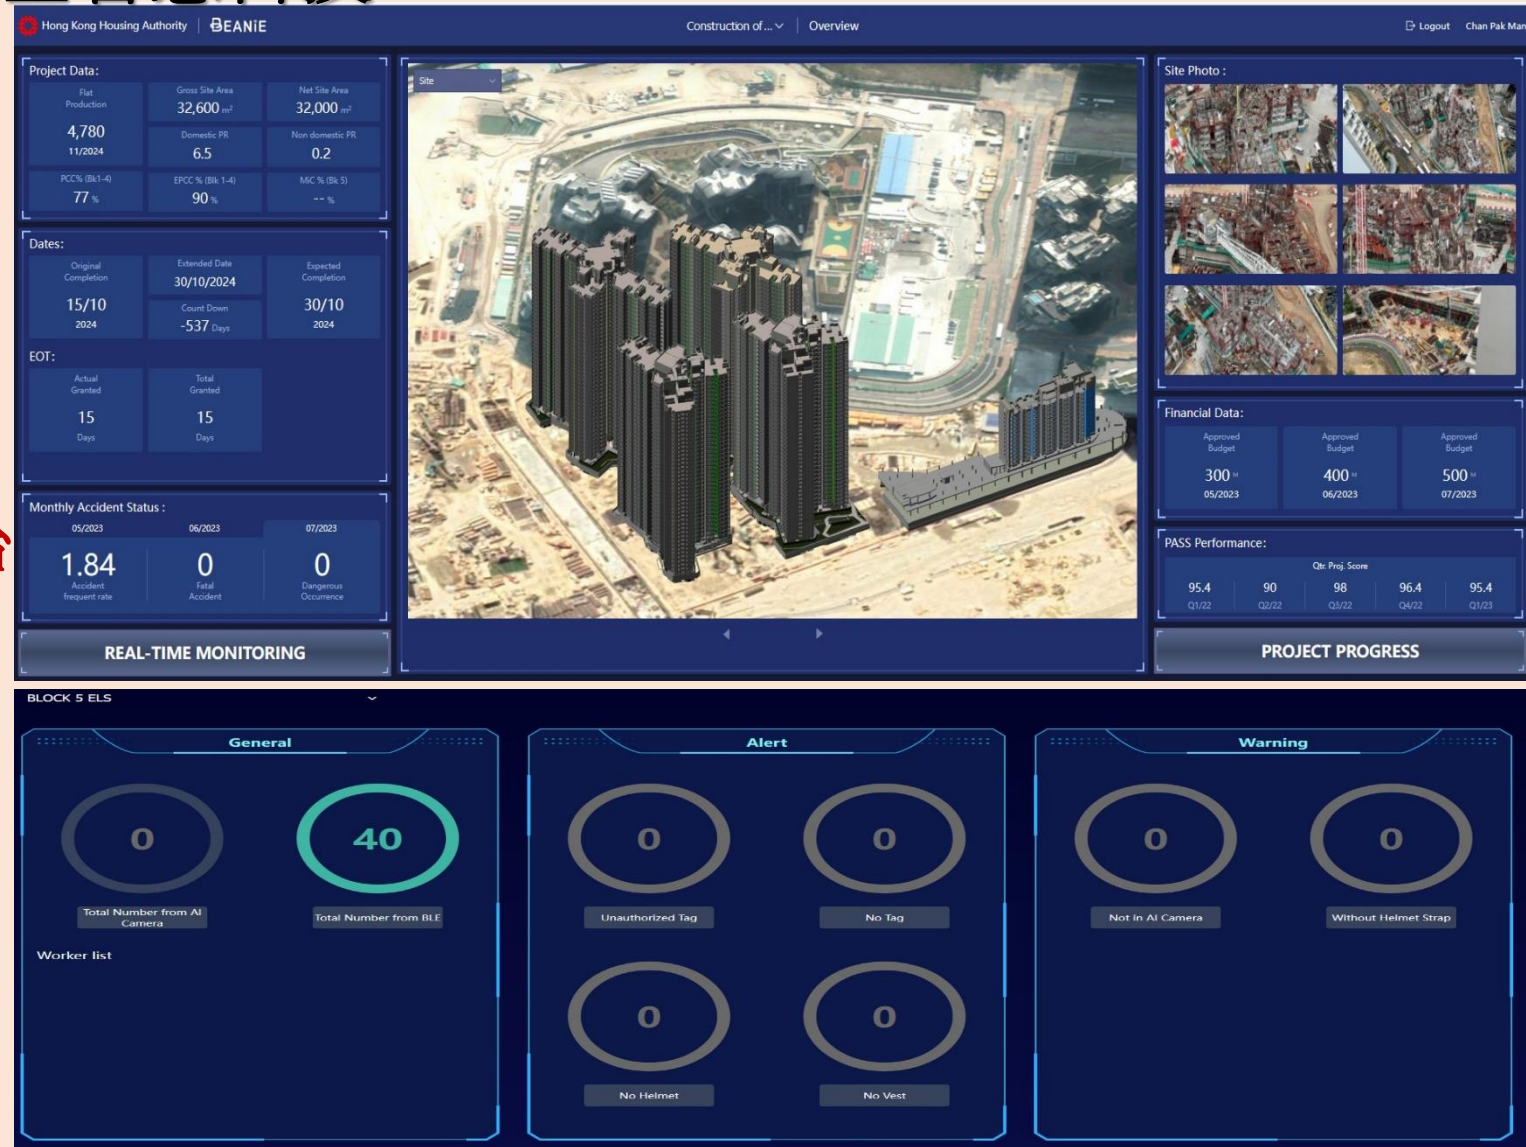 Hong Kong Housing Authority
BEANiE
Construction of...
Overview
Logout
Chan Pak Man
Project Data:
Flat
Production
4,780
11/2024
Gross Site Area
32,600 m²
Net Site Area
32,000 m²
Domestic PR
6.5
Non domestic PR
0.2
PCC% (Bk1-4)
77 %
EPCC % (Blk 1-4)
90 %
MiC % (Bk 5)
-- %
Dates:
Original
Completion
15/10
2024
Extended Date
30/10/2024
Count Down
-537 Days
Expected
Completion
30/10
2024
EOT:
Actual
Granted
15
Days
Total
Granted
15
Days
Monthly Accident Status :
05/2023
06/2023
07/2023
1.84
Accident
frequent rate
0
Fatal
Accident
0
Dangerous
Occurrence
REAL-TIME MONITORING
Site
Site Photo :
Financial Data:
Approved
Budget
300 M
05/2023
Approved
Budget
400 M
06/2023
Approved
Budget
500 M
07/2023
PASS Performance:
Qtr. Proj. Score
95.4
90
98
96.4
95.4
Q1/22
Q2/22
Q3/22
Q4/22
Q1/23
PROJECT PROGRESS
BLOCK 5 ELS
General
0
Total Number from AI
Camera
40
Total Number from BLE
Worker list
Alert
0
Unauthorized Tag
0
No Tag
0
No Helmet
0
No Vest
Warning
0
Not in AI Camera
0
Without Helmet Strap